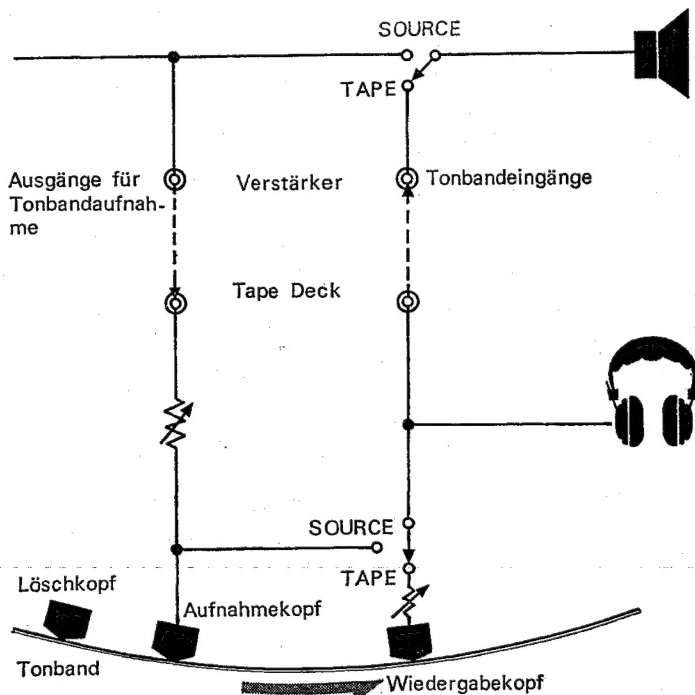 SOURCE
TAPE
Ausgänge für
Tonbandaufnah-
me
Verstärker
Tonbandeingänge
Tape Deck
SOURCE
TAPE
Löschkopf
Aufnahmekopf
Tonband
Wiedergabekopf